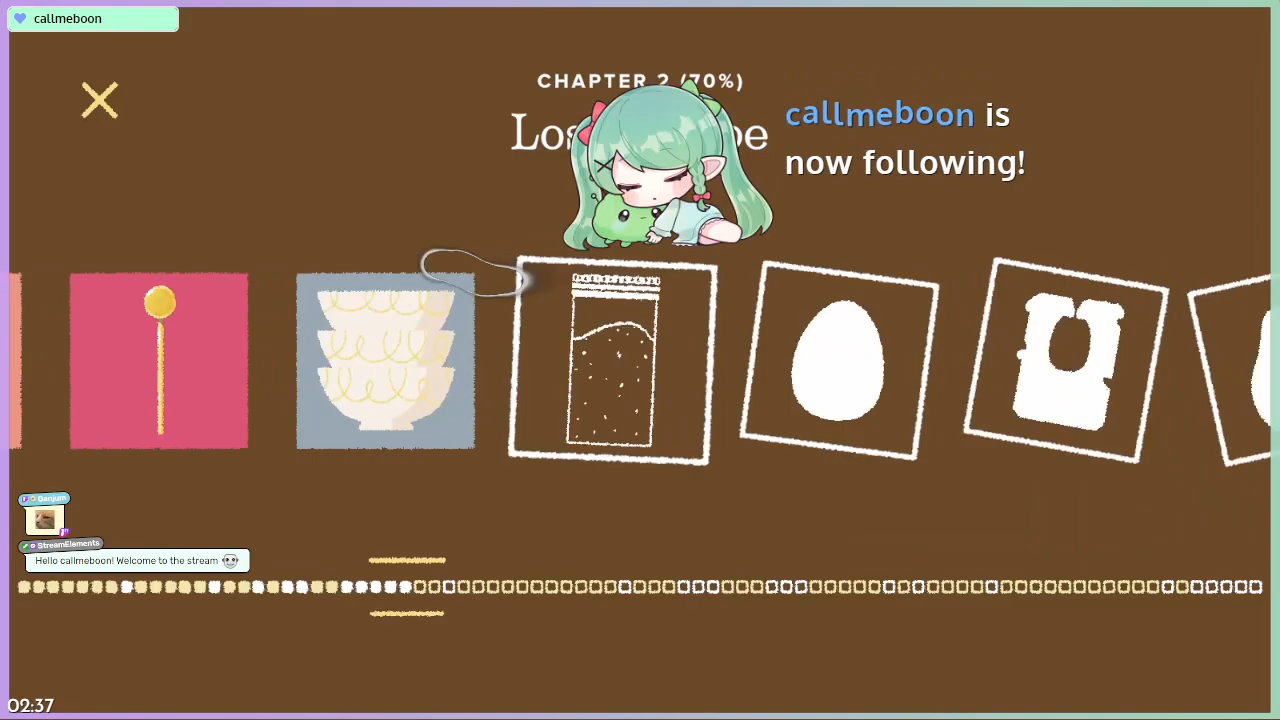 callmeboon
CHAPTER 2 (70%)
callmeboon is
now following!
Banjum
StreamElements
Hello callmeboon! Welcome to the stream
02:37